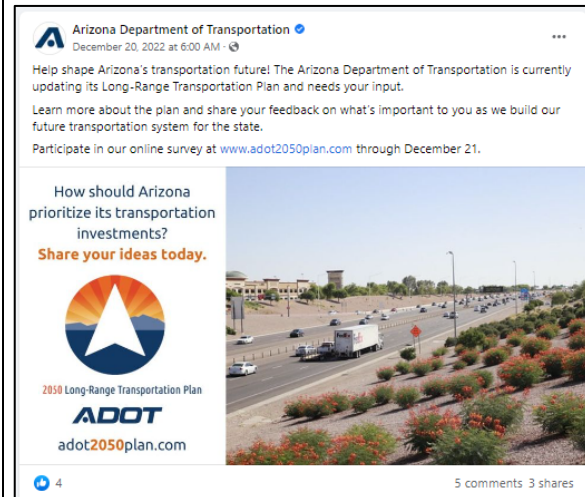 Arizona Department of Transportation
December 20, 2022 at 6:00 AM ·
Help shape Arizona's transportation future! The Arizona Department of Transportation is currently
updating its Long-Range Transportation Plan and needs your input.
Learn more about the plan and share your feedback on what's important to you as we build our
future transportation system for the state.
Participate in our online survey at www.adot2050plan.com through December 21.
How should Arizona
prioritize its transportation
investments?
Share your ideas today.
2050 Long-Range Transportation Plan
ADOT
adot2050plan.com
FedEx
4
5 comments 3 shares